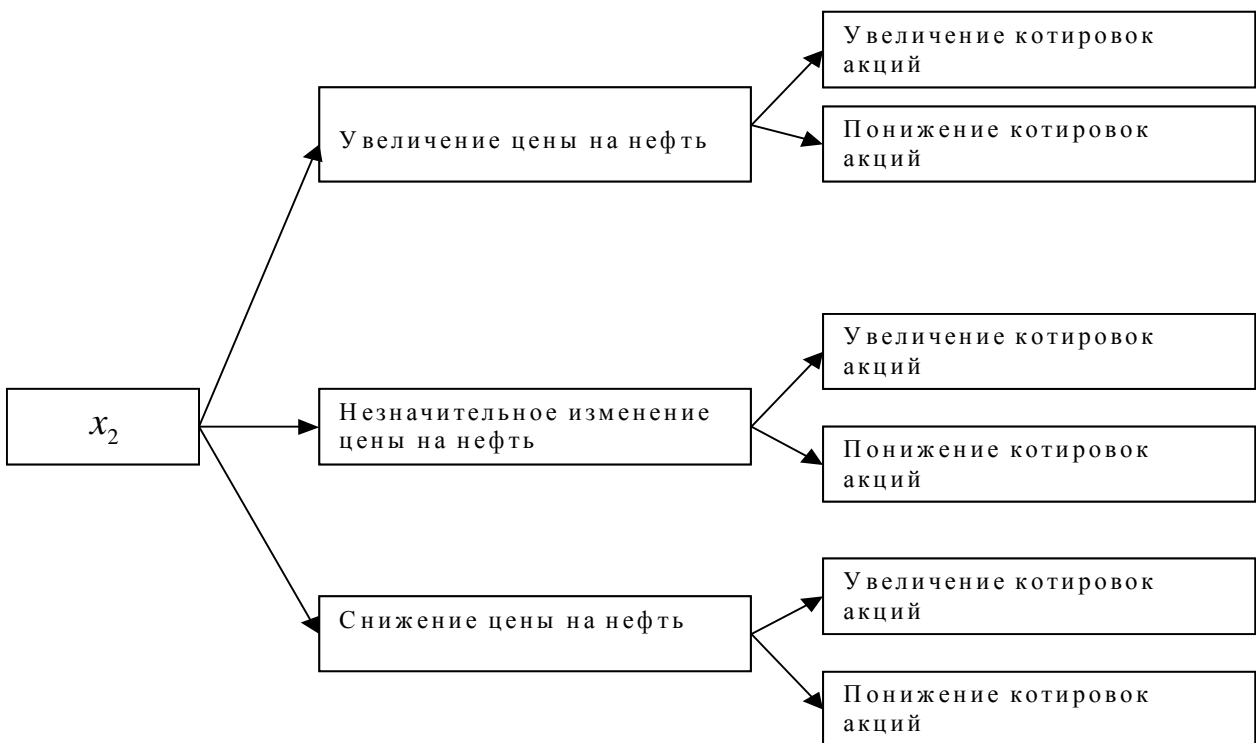 Увеличение котировок
акций
Увеличение цены на нефть
Понижение котировок
акций
Увеличение котировок
акций
x₂
Незначительное изменение
цены на нефть
Понижение котировок
акций
Увеличение котировок
акций
Снижение цены на нефть
Понижение котировок
акций